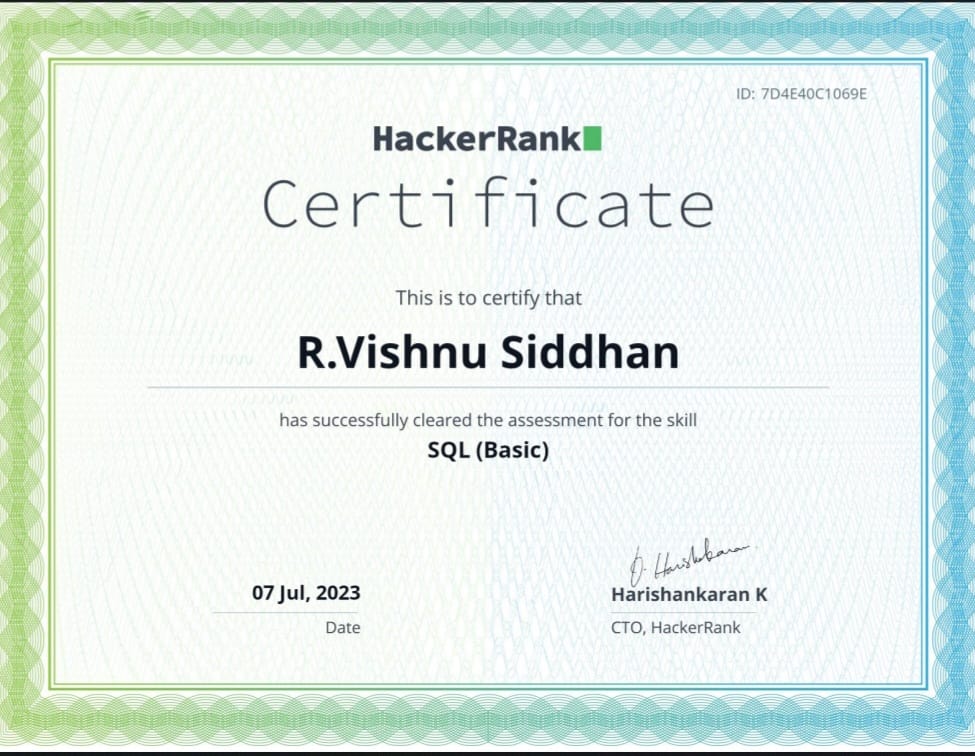 ID: 7D4E40C1069E
HackerRank
Certificate
This is to certify that
R.Vishnu Siddhan
has successfully cleared the assessment for the skill
SQL (Basic)
07 Jul, 2023
Date
Harishankaran K
CTO, HackerRank